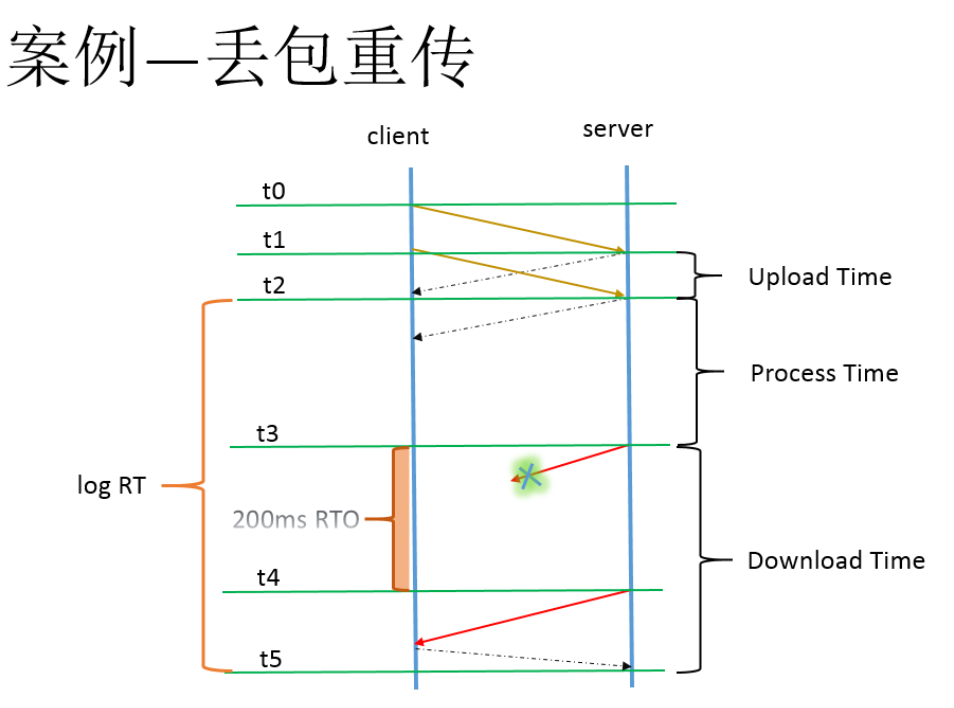 案例—丢包重传
client
server
t0
t1
Upload Time
t2
Process Time
t3
log RT
200ms RTO
Download Time
t4
t5